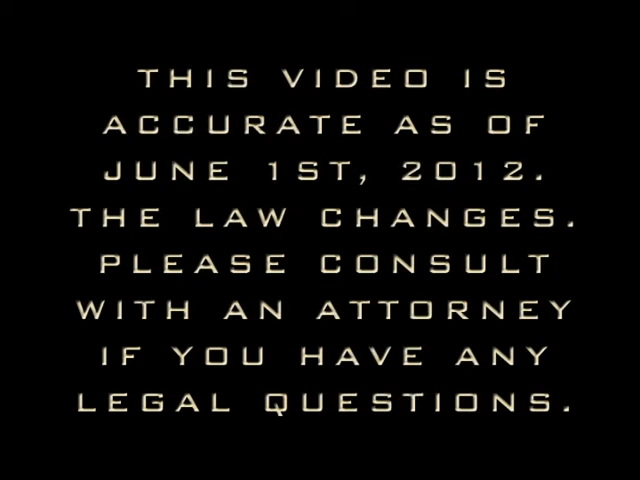 THIS VIDEO IS
ACCURATE AS OF
JUNE 1ST, 2012.
THE LAW CHANGES.
PLEASE CONSULT
WITH AN ATTORNEY
IF YOU HAVE ANY
LEGAL QUESTIONS.